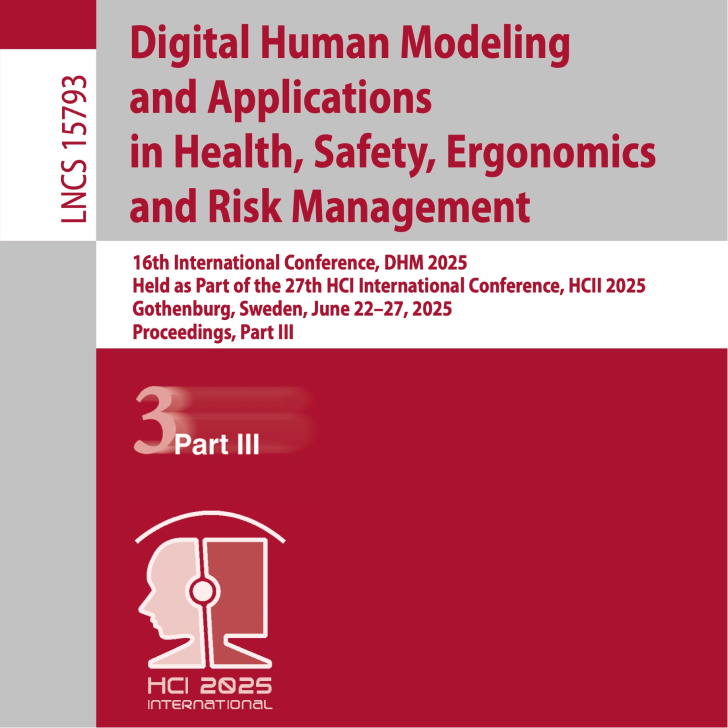 LNCS 15793
Digital Human Modeling
and Applications
in Health, Safety, Ergonomics
and Risk Management
16th International Conference, DHM 2025
Held as Part of the 27th HCI International Conference, HCII 2025
Gothenburg, Sweden, June 22–27, 2025
Proceedings, Part III
3 Part III
HCI 2025
INTERNATIONAL